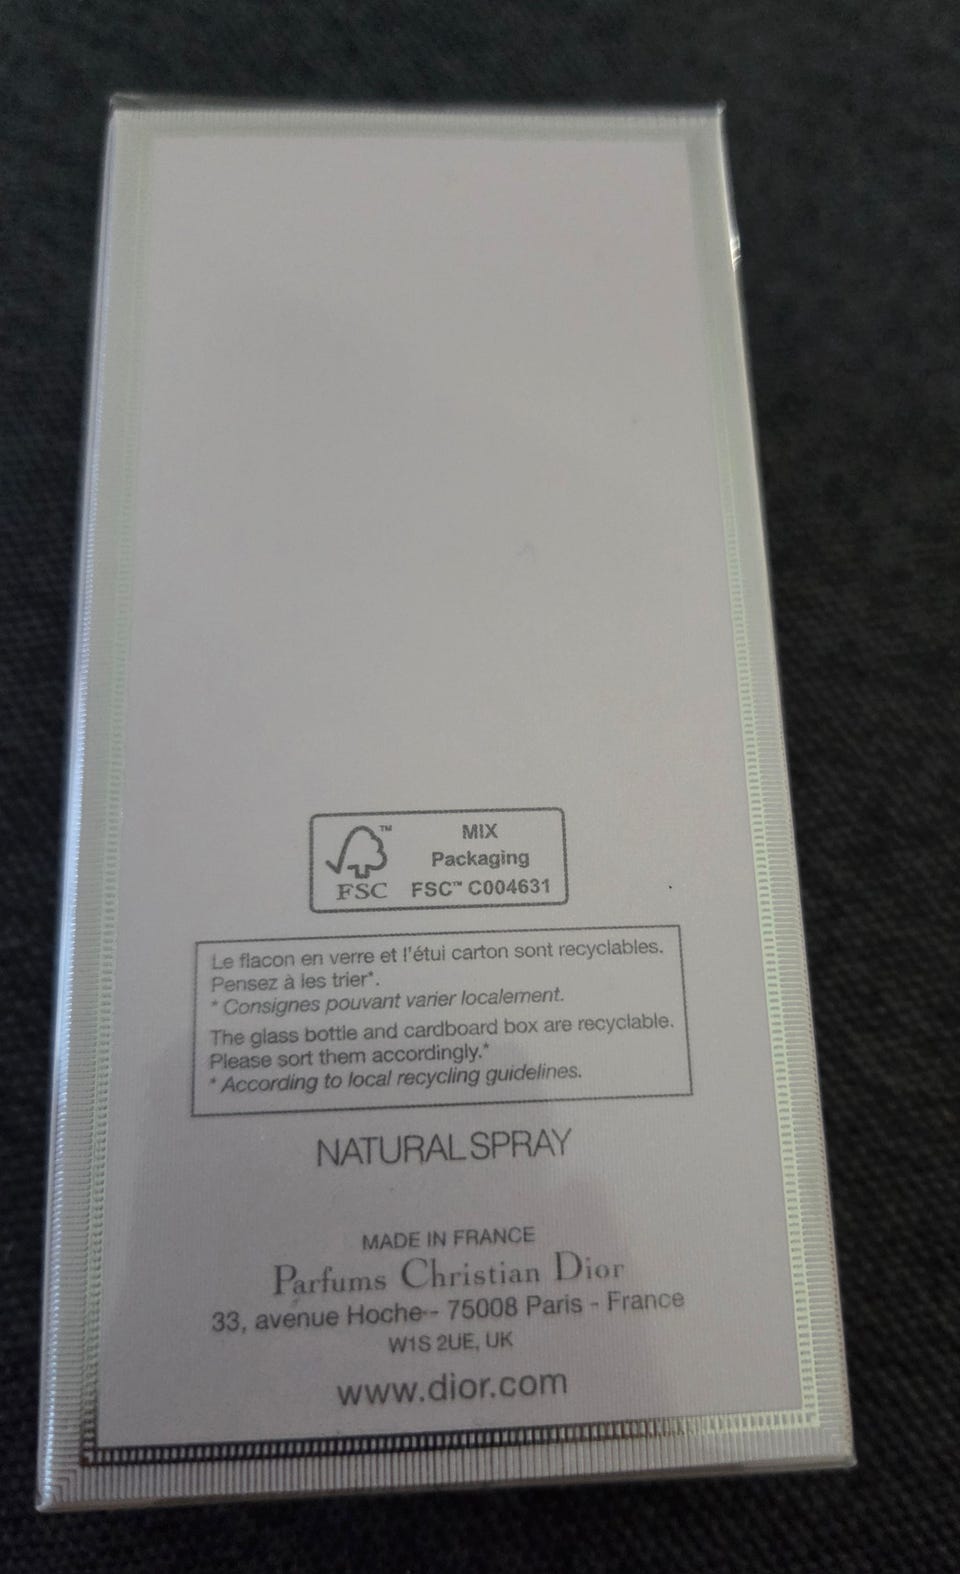 MIX
Packaging
FSC™ FSC™ C004631
Le flacon en verre et l'étui carton sont recyclables.
Pensez à les trier*.
* Consignes pouvant varier localement.
The glass bottle and cardboard box are recyclable.
Please sort them accordingly.*
* According to local recycling guidelines.
NATURAL SPRAY
MADE IN FRANCE
Parfums Christian Dior
33, avenue Hoche-- 75008 Paris - France
W1S 2UE, UK
www.dior.com